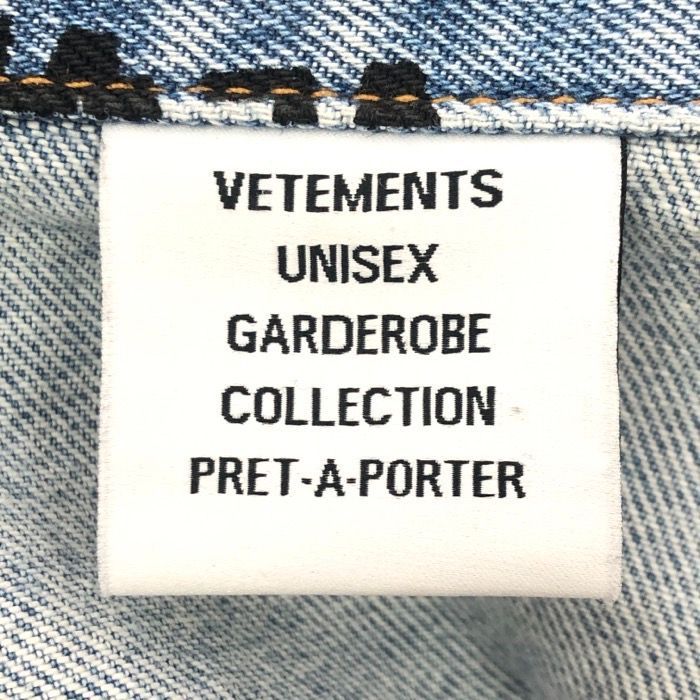 VETEMENTS
UNISEX
GARDEROBE
COLLECTION
PRET-A-PORTER